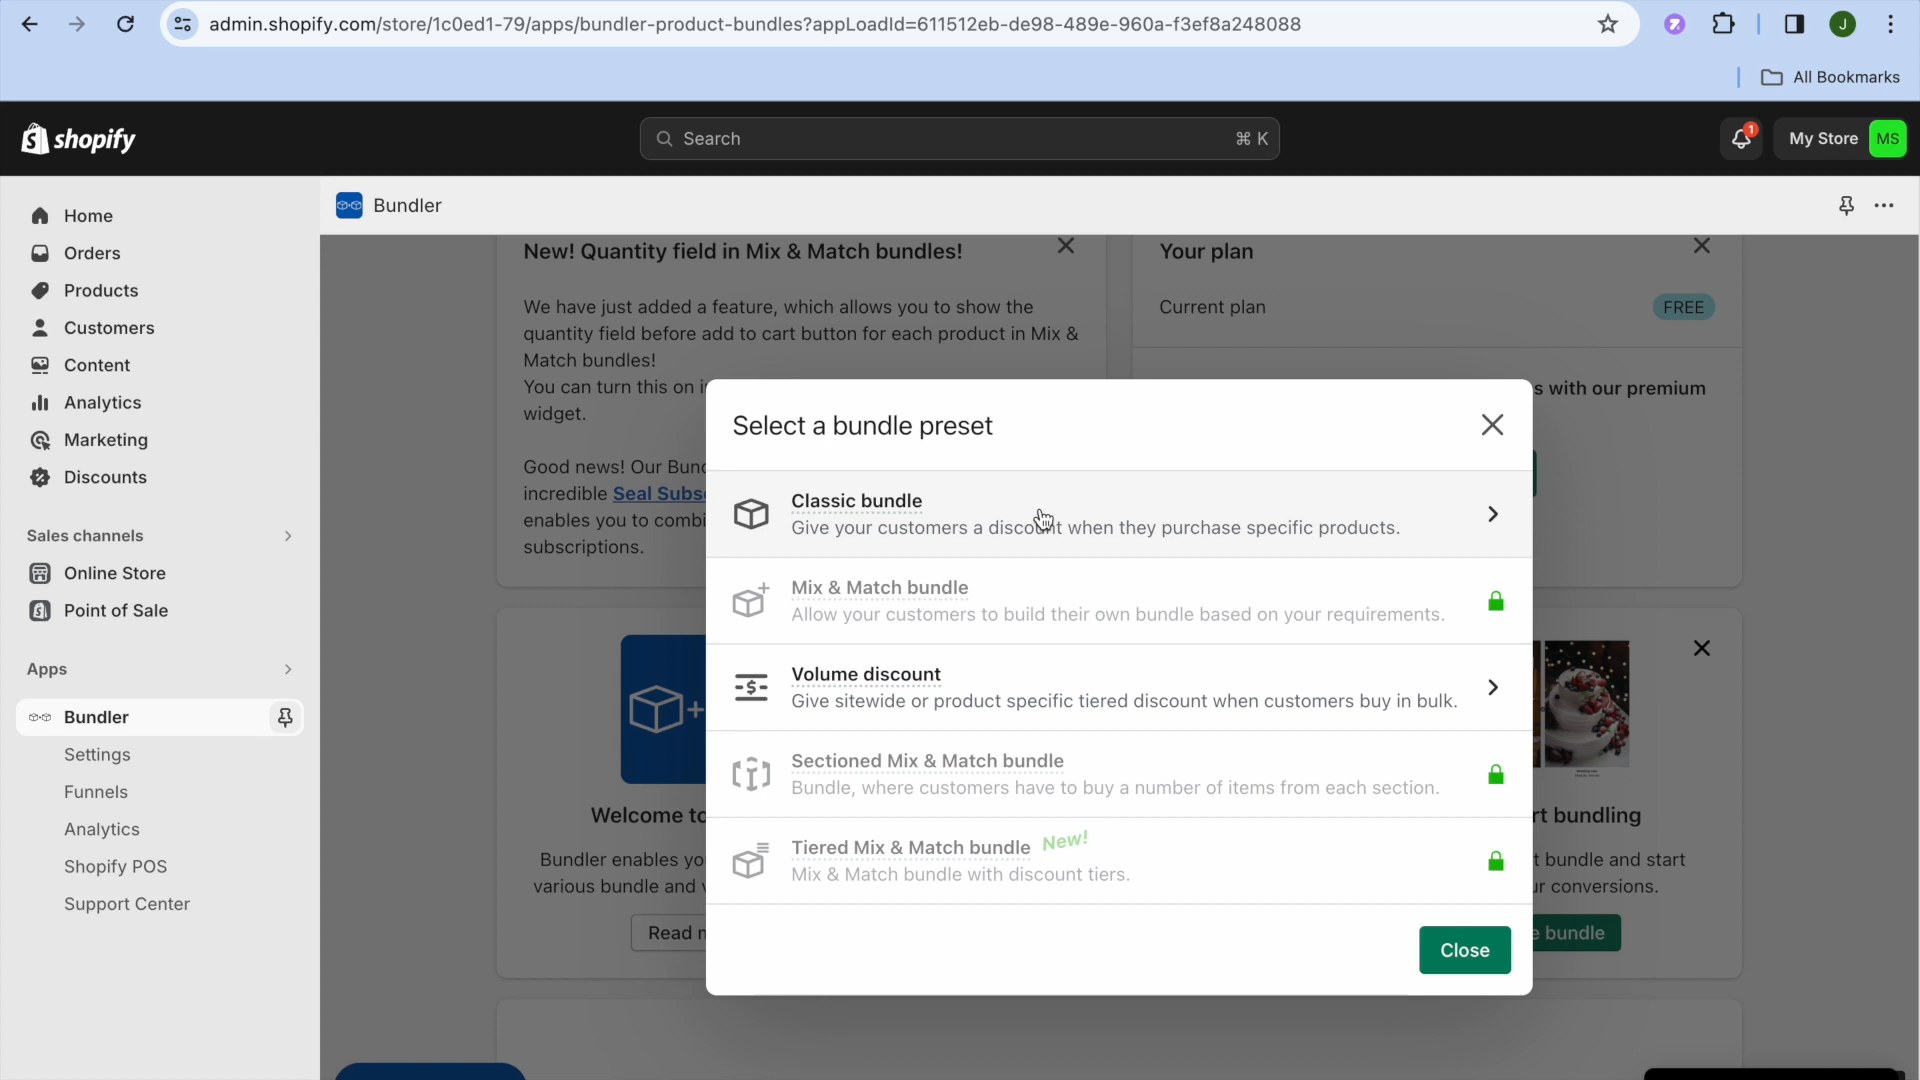 admin.shopify.com/store/1c0ed1-79/apps/bundler-product-bundles?appLoadId=611512eb-de98-489e-960a-f3ef8a248088
J
All Bookmarks
shopify
Search
⌘ K
1
My Store
MS
Home
Orders
Products
Customers
Content
Analytics
Marketing
Discounts
Sales channels
Online Store
Point of Sale
Apps
Bundler
Settings
Funnels
Analytics
Shopify POS
Support Center
Bundler
New! Quantity field in Mix & Match bundles!
We have just added a feature, which allows you to show the
quantity field before add to cart button for each product in Mix &
Match bundles!
You can turn this on i
widget.
Good news! Our Bund
incredible Seal Subs
enables you to combi
subscriptions.
Your plan
Current plan
FREE
s with our premium
Select a bundle preset
Classic bundle
Give your customers a discount when they purchase specific products.
Mix & Match bundle
Allow your customers to build their own bundle based on your requirements.
Volume discount
Give sitewide or product specific tiered discount when customers buy in bulk.
Sectioned Mix & Match bundle
Bundle, where customers have to buy a number of items from each section.
Tiered Mix & Match bundle New!
Mix & Match bundle with discount tiers.
Close
Welcome to
Bundler enables yo
various bundle and v
Read m
rt bundling
t bundle and start
ur conversions.
e bundle